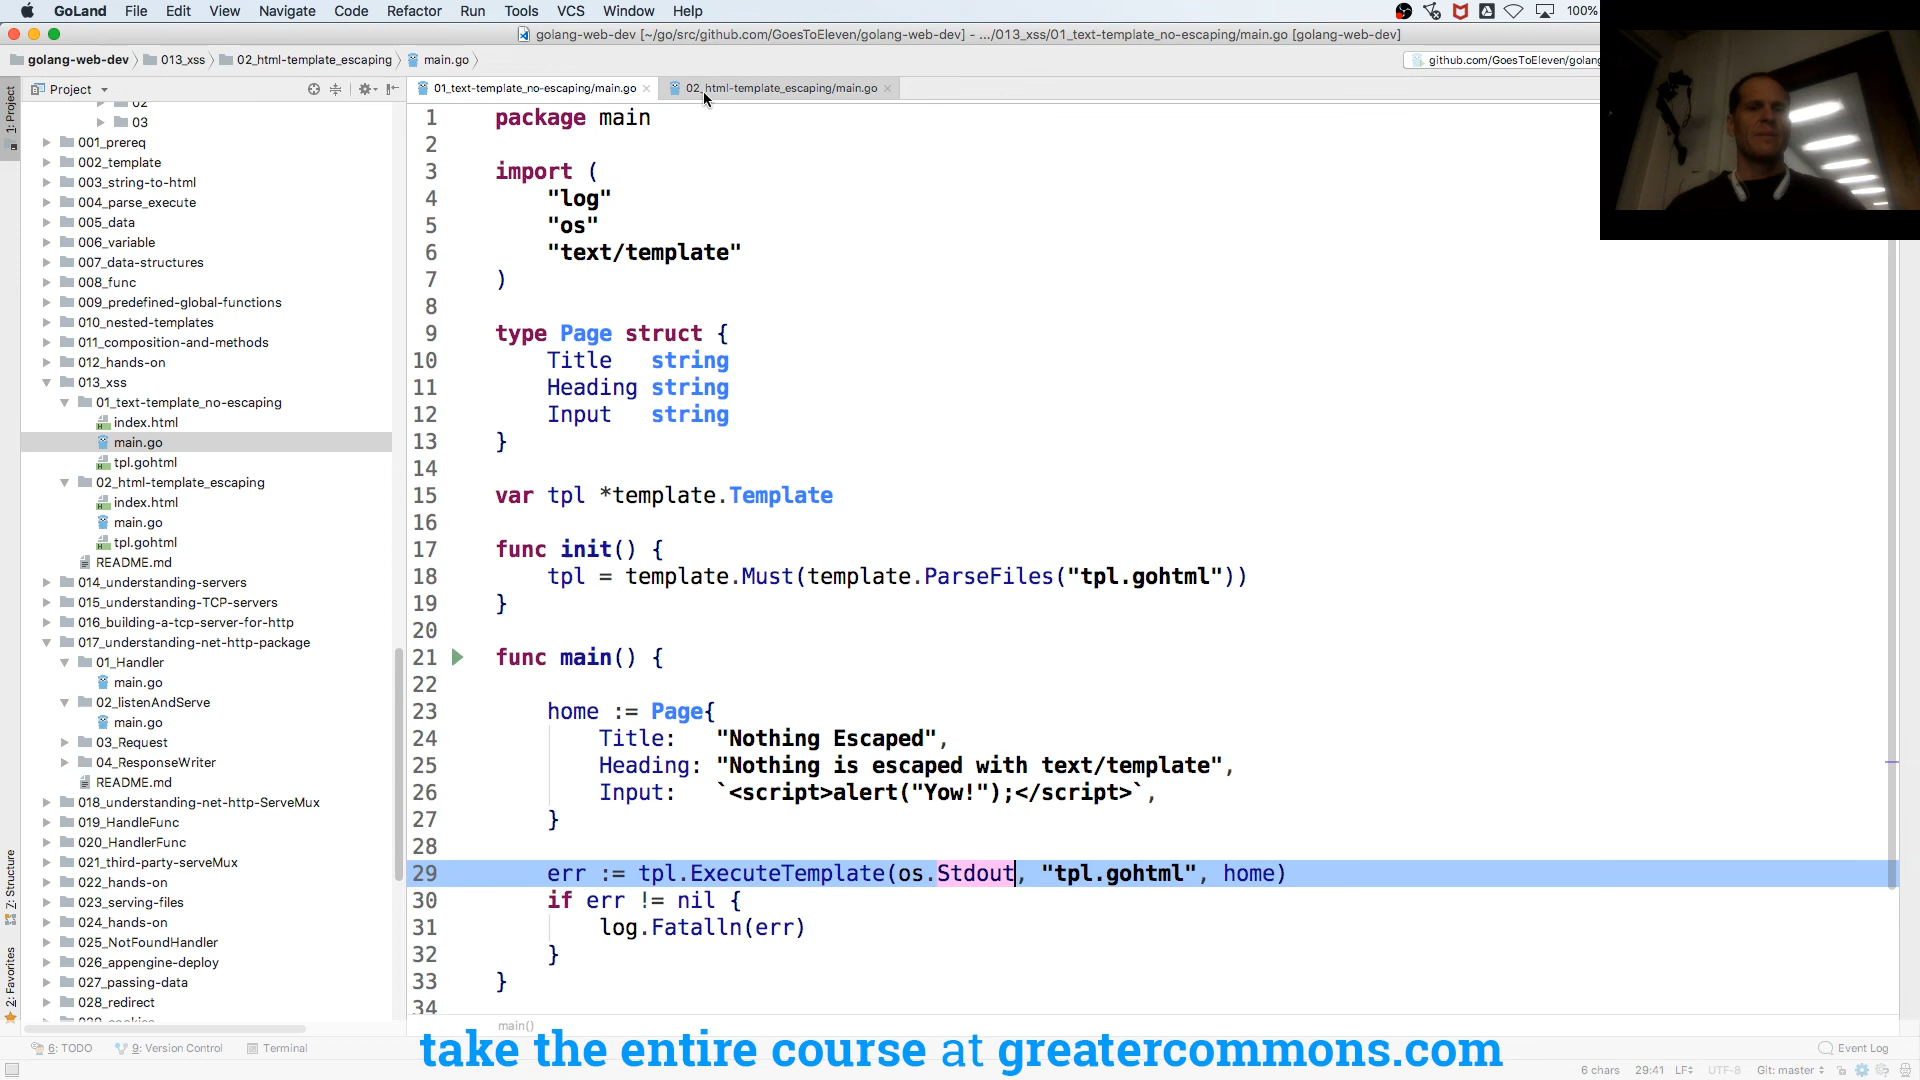 GoLand File Edit View Navigate Code Refactor Run Tools VCS Window Help 100%
golang-web-dev [~/go/src/github.com/GoesToEleven/golang-web-dev] - .../013_xss/01_text-template_no-escaping/main.go [golang-web-dev]
golang-web-dev 013_xss 02_html-template_escaping main.go github.com/GoesToEleven/golang
1: Project
Project
01_text-template_no-escaping/main.go
02_html-template_escaping/main.go
02
03
001_prereq
002_template
003_string-to-html
004_parse_execute
005_data
006_variable
007_data-structures
008_func
009_predefined-global-functions
010_nested-templates
011_composition-and-methods
012_hands-on
013_xss
01_text-template_no-escaping
index.html
main.go
tpl.gohtml
02_html-template_escaping
index.html
main.go
tpl.gohtml
README.md
014_understanding-servers
015_understanding-TCP-servers
016_building-a-tcp-server-for-http
017_understanding-net-http-package
01_Handler
main.go
02_listenAndServe
main.go
03_Request
04_ResponseWriter
README.md
018_understanding-net-http-ServeMux
019_HandleFunc
020_HandlerFunc
021_third-party-serveMux
022_hands-on
023_serving-files
024_hands-on
025_NotFoundHandler
026_appengine-deploy
027_passing-data
028_redirect
7: Structure
2: Favorites
1 package main
2
3 import (
4 "log"
5 "os"
6 "text/template"
7 )
8
9 type Page struct {
10 Title string
11 Heading string
12 Input string
13 }
14
15 var tpl *template.Template
16
17 func init() {
18 tpl = template.Must(template.ParseFiles("tpl.gohtml"))
19 }
20
21 func main() {
22
23 home := Page{
24 Title: "Nothing Escaped",
25 Heading: "Nothing is escaped with text/template",
26 Input: `<script>alert("Yow!");</script>`,
27 }
28
29 err := tpl.ExecuteTemplate(os.Stdout, "tpl.gohtml", home)
30 if err != nil {
31 log.Fatalln(err)
32 }
33 }
34
main()
take the entire course at greatercommons.com
6: TODO 9: Version Control Terminal Event Log
6 chars 29:41 LF UTF-8 Git: master